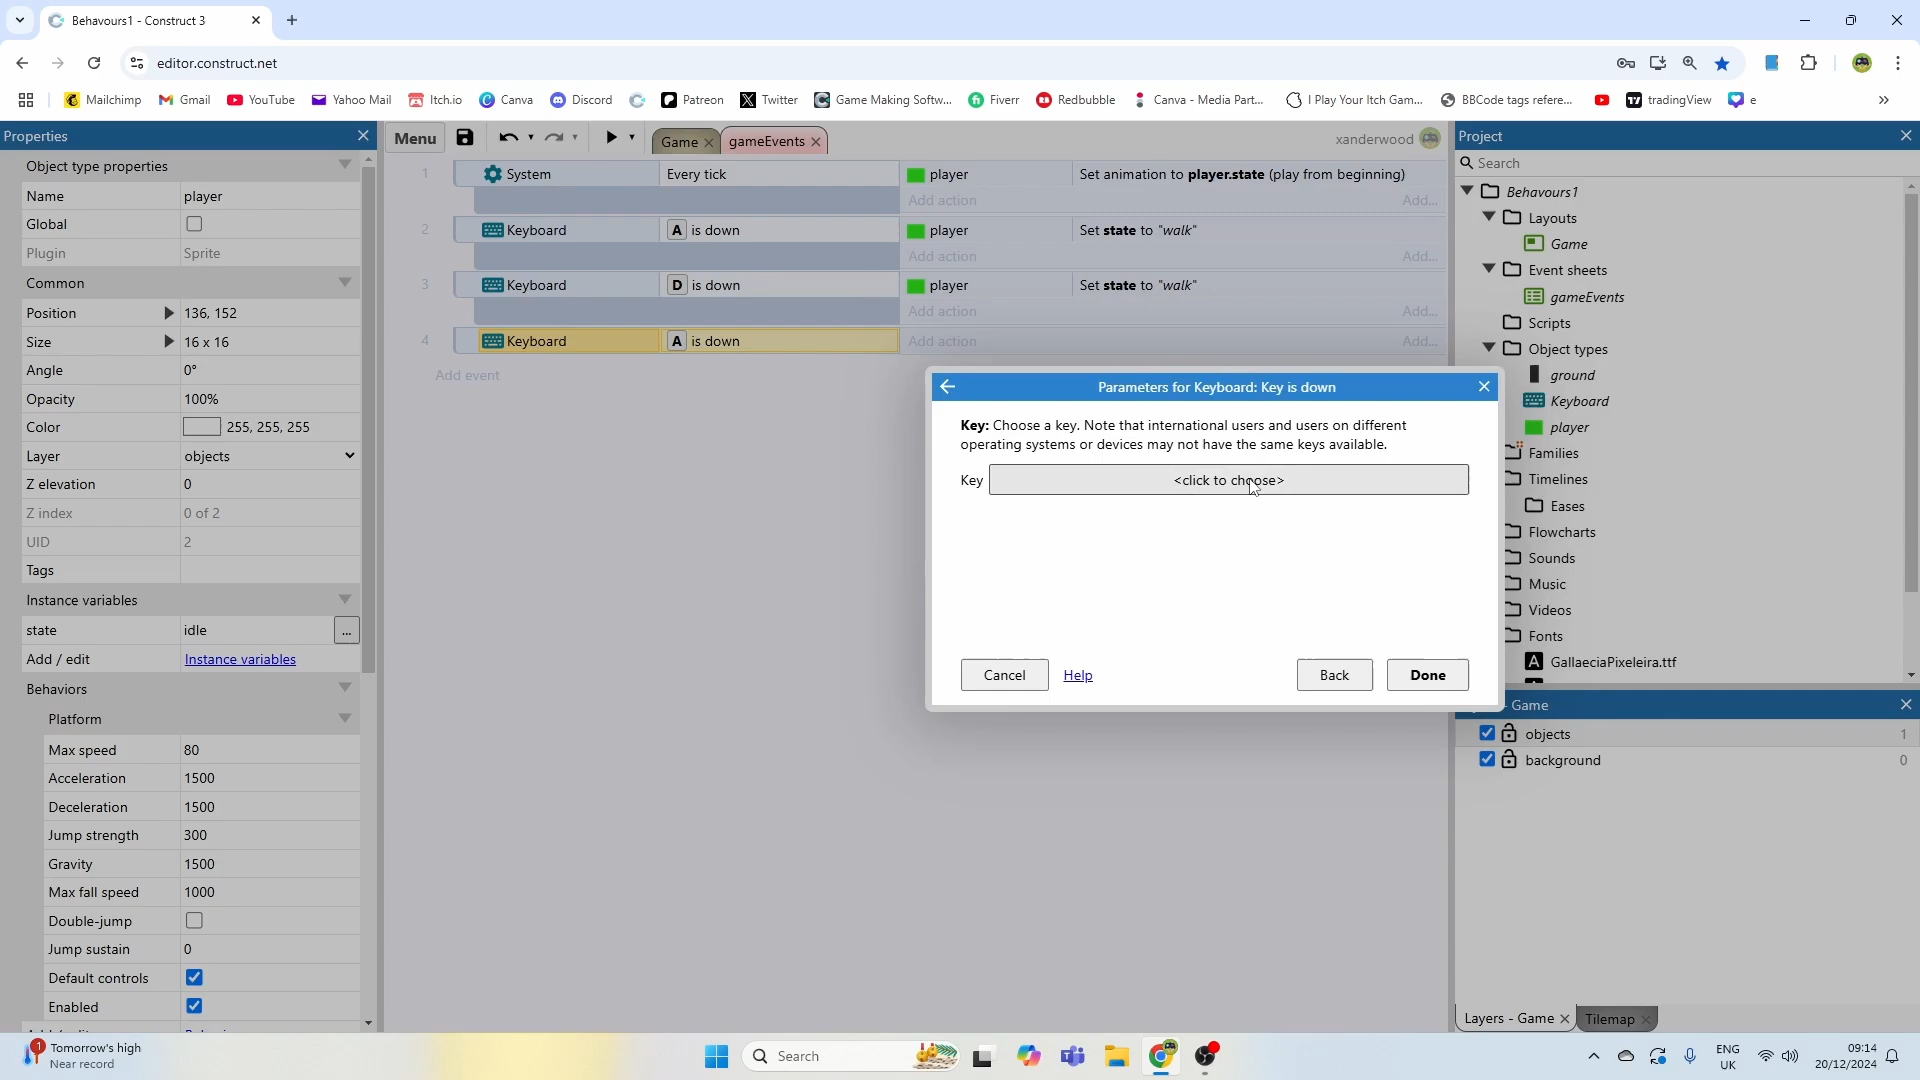 Behavours1 - Construct 3
editor.construct.net
Mailchimp
Gmail
YouTube
Yahoo Mail
Itch.io
Canva
Discord
Patreon
Twitter
Game Making Softw...
Fiverr
Redbubble
Canva - Media Part...
I Play Your Itch Gam...
BBCode tags refere...
tradingView
e
Properties
Menu
Game
gameEvents
xanderwood
Project
Object type properties
Name player
Global
Plugin Sprite
Common
Position 136, 152
Size 16 x 16
Angle 0°
Opacity 100%
Color 255, 255, 255
Layer objects
Z elevation 0
Z index 0 of 2
UID 2
Tags
Instance variables
state idle ...
Add / edit Instance variables
Behaviors
Platform
Max speed 80
Acceleration 1500
Deceleration 1500
Jump strength 300
Gravity 1500
Max fall speed 1000
Double-jump
Jump sustain 0
Default controls
Enabled
1 System Every tick player Set animation to player.state (play from beginning)
Add action Add...
2 Keyboard A is down player Set state to "walk"
Add action Add...
3 Keyboard D is down player Set state to "walk"
Add action Add...
4 Keyboard A is down Add action Add...
Add event
Parameters for Keyboard: Key is down
Key: Choose a key. Note that international users and users on different
operating systems or devices may not have the same keys available.
Key <click to choose>
Cancel Help Back Done
Search
Behavours1
Layouts
Game
Event sheets
gameEvents
Scripts
Object types
ground
Keyboard
player
Families
Timelines
Eases
Flowcharts
Sounds
Music
Videos
Fonts
A GallaeciaPixeleira.ttf
- Game
objects 1
background 0
Layers - Game Tilemap
1
Tomorrow's high
Near record
Search
ENG
UK
09:14
20/12/2024